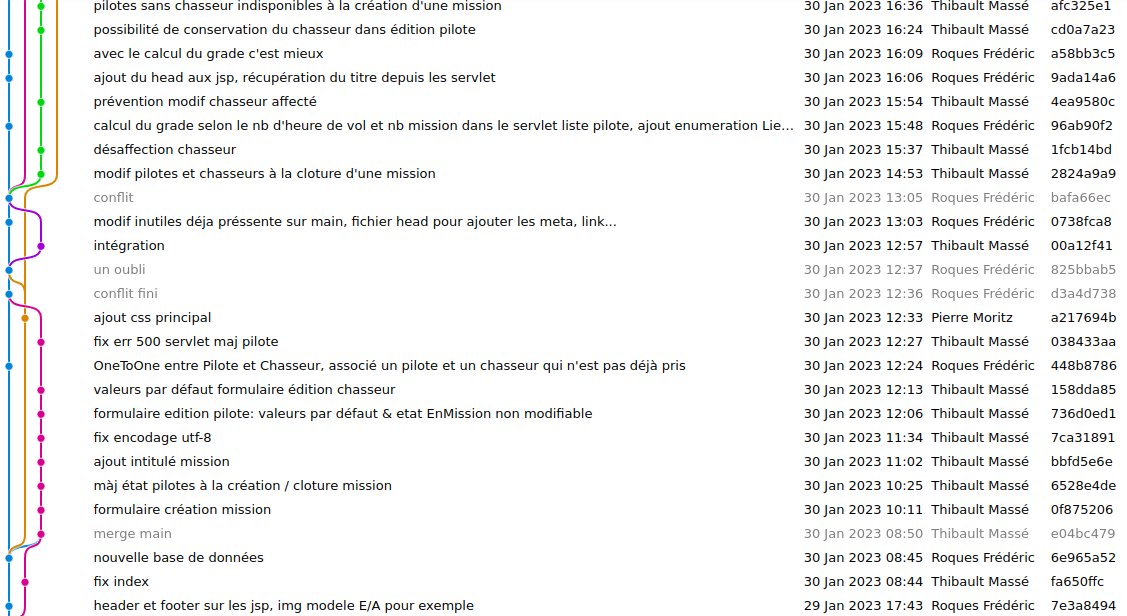 pilotes sans chasseur indisponibles à la création d'une mission 30 Jan 2023 16:36 Thibault Massé afc325e1
possibilité de conservation du chasseur dans édition pilote 30 Jan 2023 16:24 Thibault Massé cd0a7a23
avec le calcul du grade c'est mieux 30 Jan 2023 16:09 Roques Frédéric a58bb3c5
ajout du head aux jsp, récupération du titre depuis les servlet 30 Jan 2023 16:06 Roques Frédéric 9ada14a6
prévention modif chasseur affecté 30 Jan 2023 15:54 Thibault Massé 4ea9580c
calcul du grade selon le nb d'heure de vol et nb mission dans le servlet liste pilote, ajout enumeration Lie... 30 Jan 2023 15:48 Roques Frédéric 96ab90f2
désaffection chasseur 30 Jan 2023 15:37 Thibault Massé 1fcb14bd
modif pilotes et chasseurs à la cloture d'une mission 30 Jan 2023 14:53 Thibault Massé 2824a9a9
conflit 30 Jan 2023 13:05 Roques Frédéric bafa66ec
modif inutiles déja préssente sur main, fichier head pour ajouter les meta, link... 30 Jan 2023 13:03 Roques Frédéric 0738fca8
intégration 30 Jan 2023 12:57 Thibault Massé 00a12f41
un oubli 30 Jan 2023 12:37 Roques Frédéric 825bbab5
conflit fini 30 Jan 2023 12:36 Roques Frédéric d3a4d738
ajout css principal 30 Jan 2023 12:33 Pierre Moritz a217694b
fix err 500 servlet maj pilote 30 Jan 2023 12:27 Thibault Massé 038433aa
OneToOne entre Pilote et Chasseur, associé un pilote et un chasseur qui n'est pas déjà pris 30 Jan 2023 12:24 Roques Frédéric 448b8786
valeurs par défaut formulaire édition chasseur 30 Jan 2023 12:13 Thibault Massé 158dda85
formulaire edition pilote: valeurs par défaut & etat EnMission non modifiable 30 Jan 2023 12:06 Thibault Massé 736d0ed1
fix encodage utf-8 30 Jan 2023 11:34 Thibault Massé 7ca31891
ajout intitulé mission 30 Jan 2023 11:02 Thibault Massé bbfd5e6e
màj état pilotes à la création / cloture mission 30 Jan 2023 10:25 Thibault Massé 6528e4de
formulaire création mission 30 Jan 2023 10:11 Thibault Massé 0f875206
merge main 30 Jan 2023 08:50 Thibault Massé e04bc479
nouvelle base de données 30 Jan 2023 08:45 Roques Frédéric 6e965a52
fix index 30 Jan 2023 08:44 Thibault Massé fa650ffc
header et footer sur les jsp, img modele E/A pour exemple 29 Jan 2023 17:43 Roques Frédéric 7e3a8494